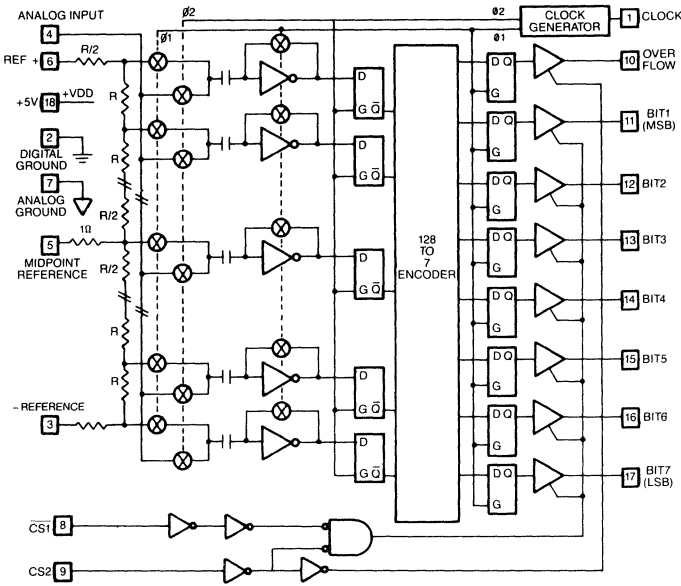 ANALOG INPUT
4
Ø2
Ø1
Ø2
Ø1
CLOCK
GENERATOR
1 CLOCK
REF + 6
R/2
+5V 18 +VDD
R
2
DIGITAL
GROUND
R
7
ANALOG
GROUND
R/2
1Ω
5
MIDPOINT
REFERENCE
R/2
R
R
– REFERENCE
3
D
G Q̅
D
G Q̅
D
G Q̅
D
G Q̅
D
G Q̅
128
TO
7
ENCODER
D Q
G
D Q
G
D Q
G
D Q
G
D Q
G
D Q
G
D Q
G
D Q
G
10 OVER
FLOW
11 BIT1
(MSB)
12 BIT2
13 BIT3
14 BIT4
15 BIT5
16 BIT6
17 BIT7
(LSB)
C̅S̅1̅ 8
CS2 9